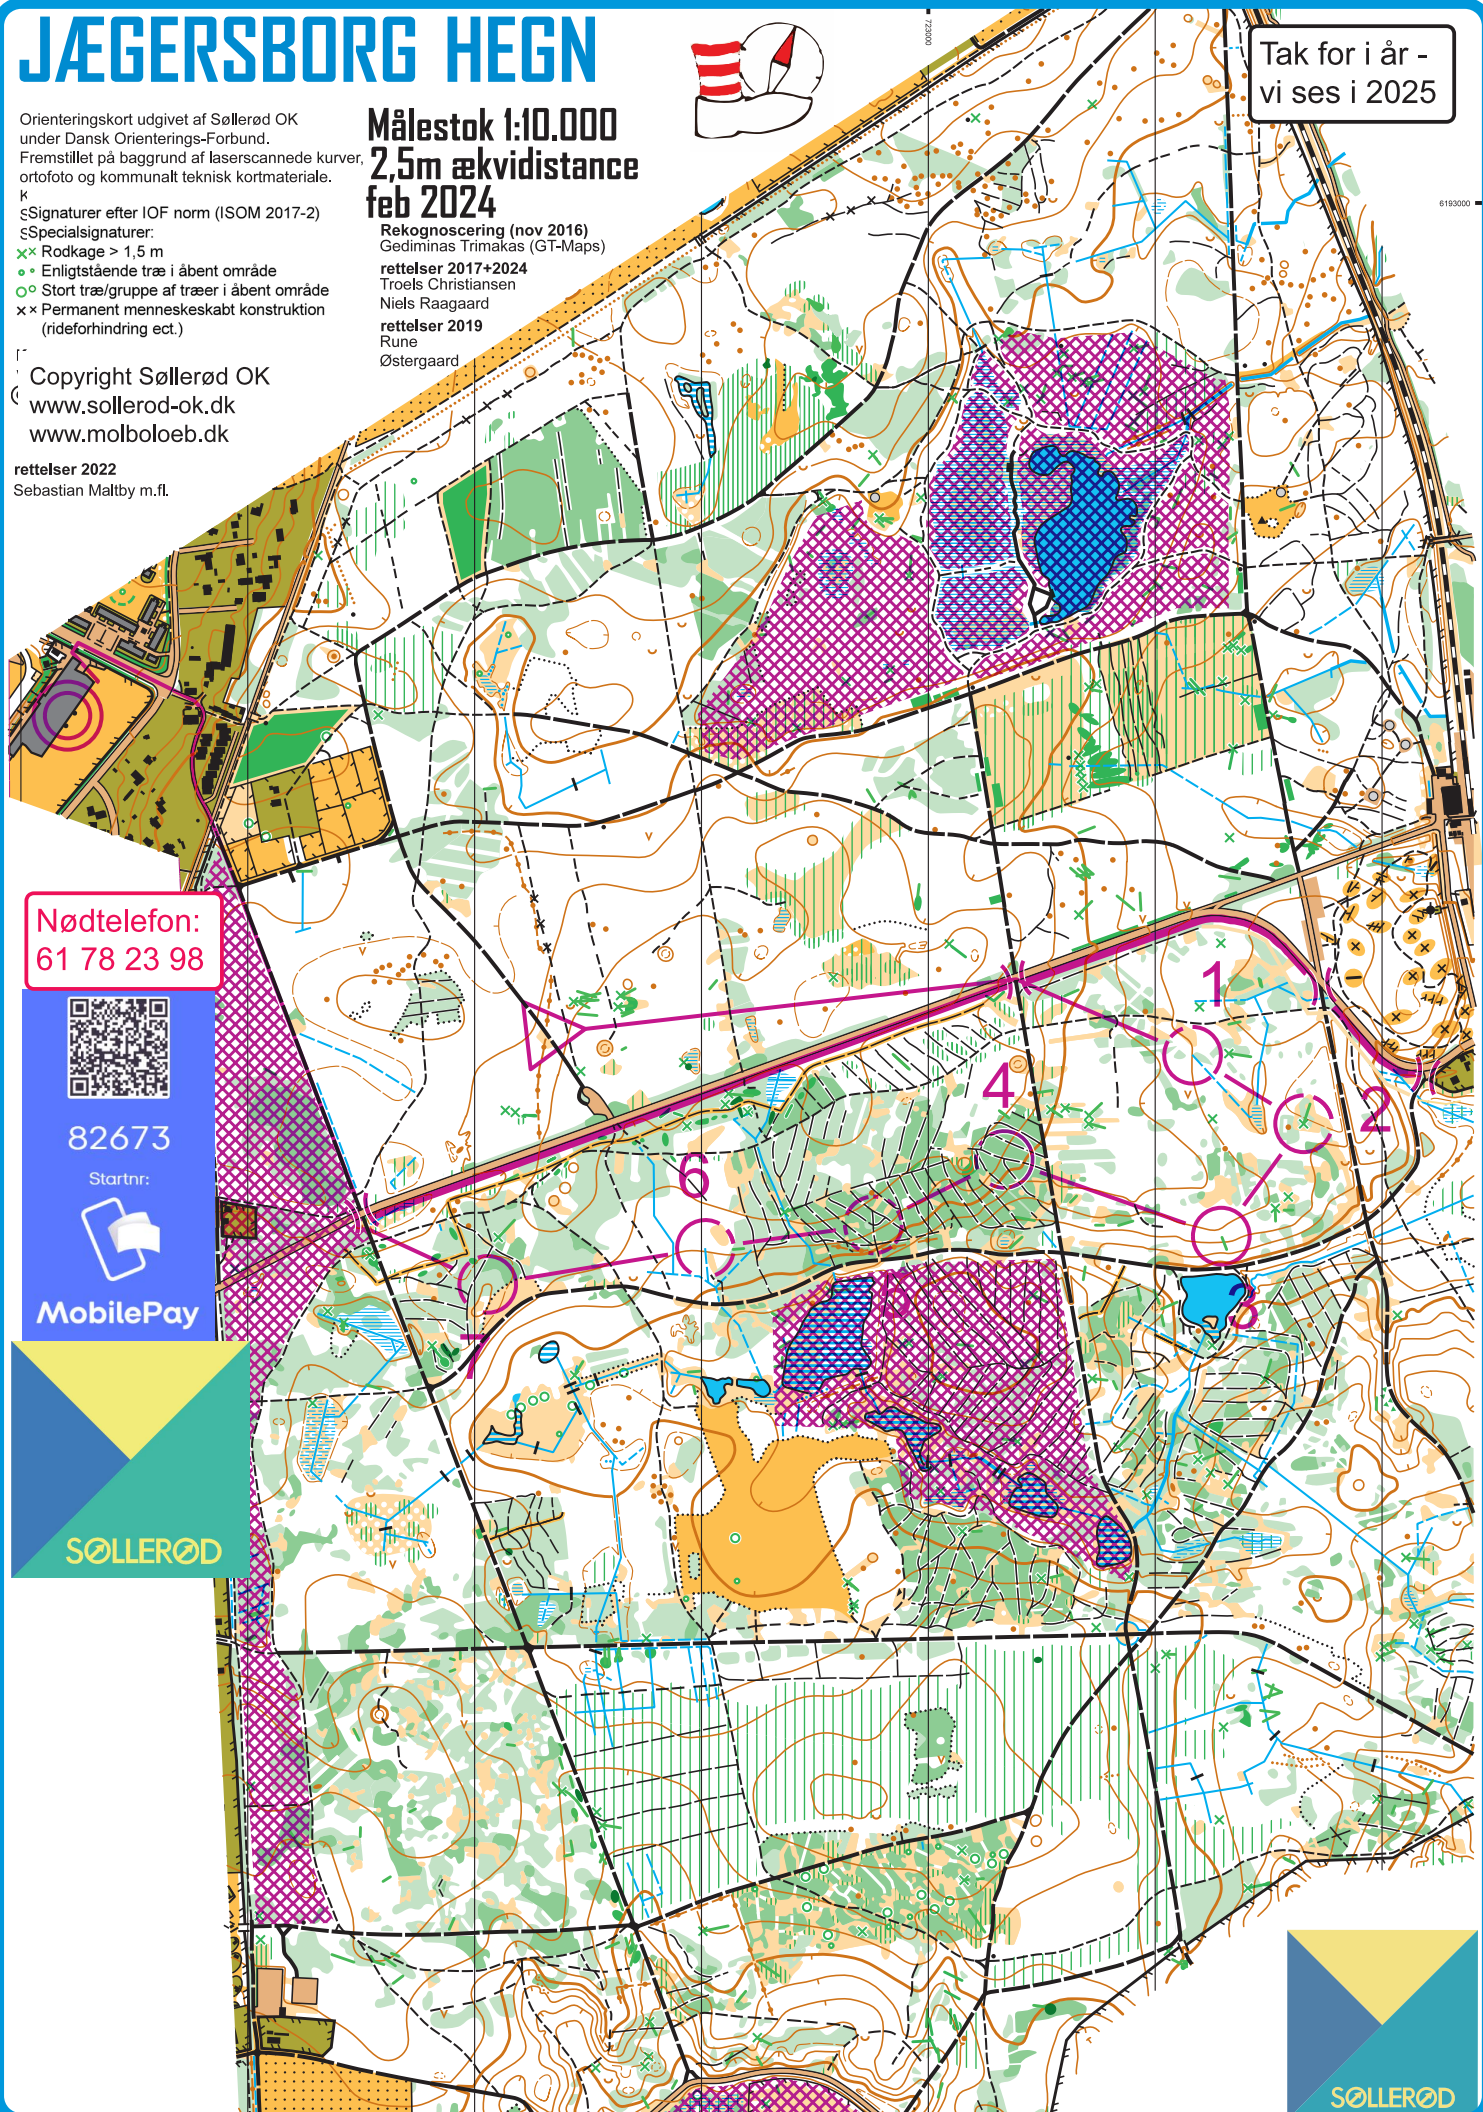 JÆGERSBORG HEGN
Orienteringskort udgivet af Søllerød OK
under Dansk Orienterings-Forbund.
Fremstillet på baggrund af laserscannede kurver,
ortofoto og kommunalt teknisk kortmateriale.
K
S Signaturer efter IOF norm (ISOM 2017-2)
S Specialsignaturer:
Rodkage > 1,5 m
Enligtstående træ i åbent område
Stort træ/gruppe af træer i åbent område
Permanent menneskeskabt konstruktion
(rideforhindring ect.)
Copyright Søllerød OK
www.sollerod-ok.dk
www.molboloeb.dk
rettelser 2022
Sebastian Maltby m.fl.
Målestok 1:10.000
2,5m ækvidistance
feb 2024
Rekognoscering (nov 2016)
Gediminas Trimakas (GT-Maps)
rettelser 2017+2024
Troels Christiansen
Niels Raagaard
rettelser 2019
Rune
Østergaard
723000
Tak for i år -
vi ses i 2025
6193000
Nødtelefon:
61 78 23 98
82673
Startnr:
MobilePay
SØLLERØD
1
2
3
4
5
6
7
SØLLERØD